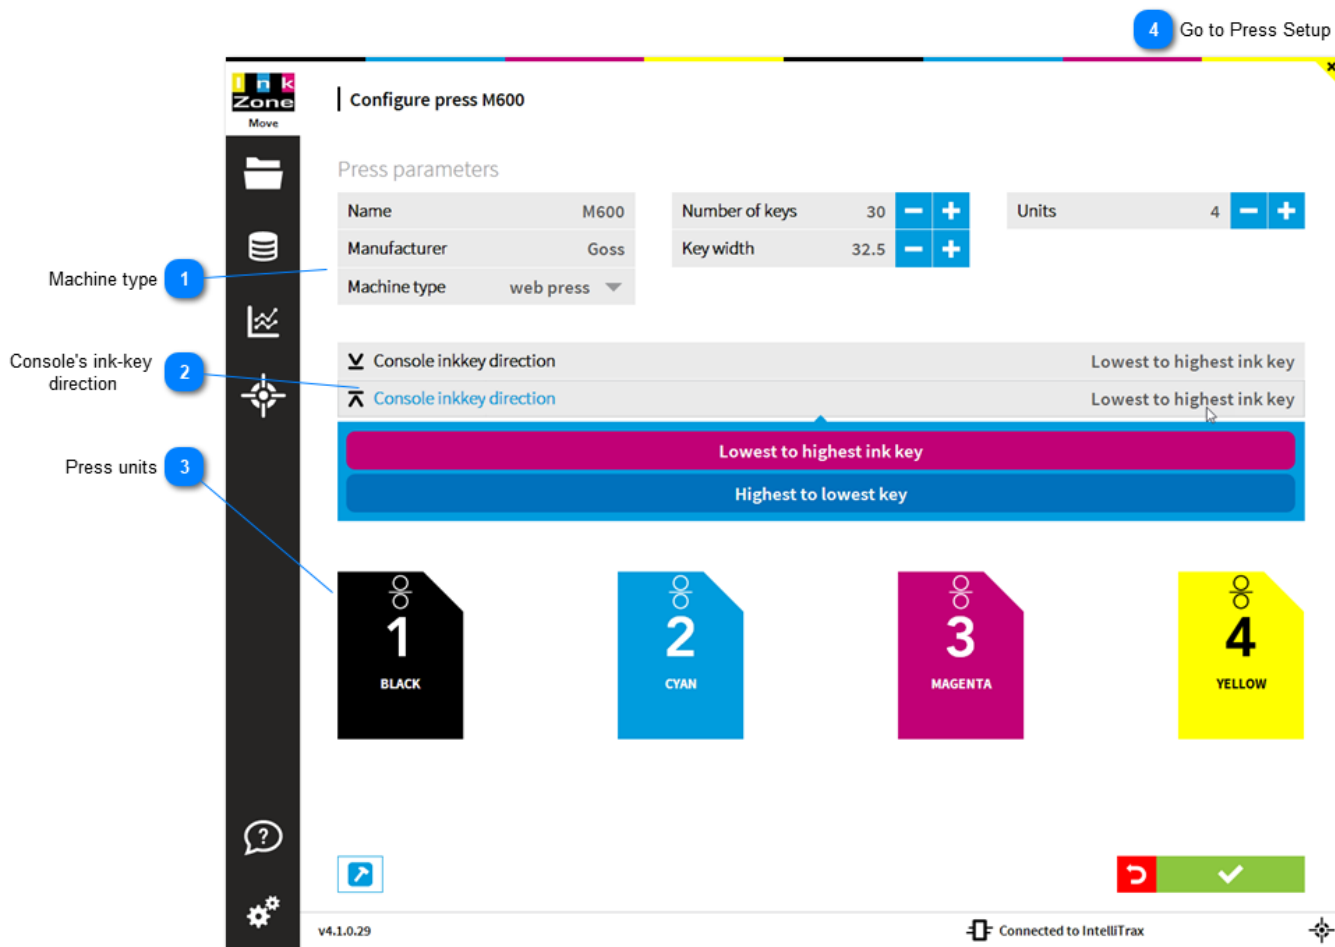 4 Go to Press Setup
Ink
Zone
Move
Configure press M600
Press parameters
Name M600
Number of keys 30
Units 4
Manufacturer Goss
Key width 32.5
Machine type web press
Machine type 1
Console inkkey direction Lowest to highest ink key
Console's ink-key
direction
2
Console inkkey direction Lowest to highest ink key
Lowest to highest ink key
Press units 3
Highest to lowest key
1
BLACK
2
CYAN
3
MAGENTA
4
YELLOW
v4.1.0.29
Connected to IntelliTrax